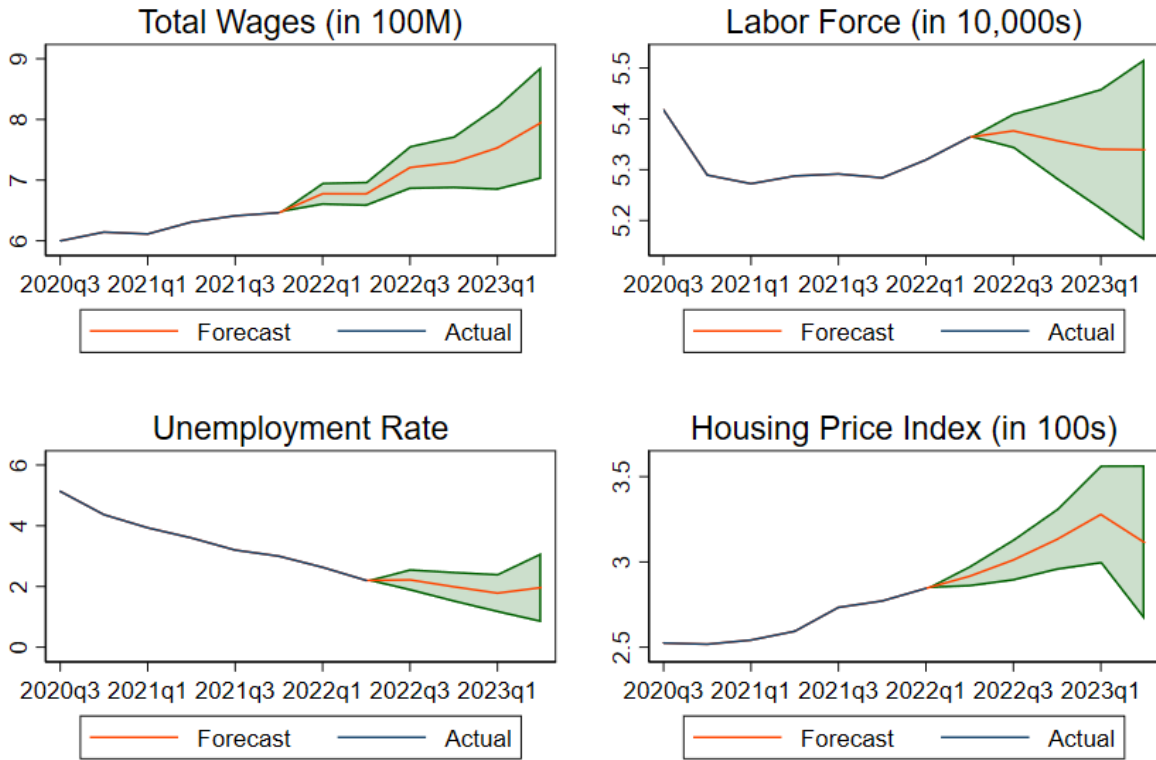 Total Wages (in 100M)
9
8
7
6
2020q3 2021q1 2021q3 2022q1 2022q3 2023q1
Forecast Actual
Labor Force (in 10,000s)
5.5
5.4
5.3
5.2
2020q3 2021q1 2021q3 2022q1 2022q3 2023q1
Forecast Actual
Unemployment Rate
6
4
2
0
2020q3 2021q1 2021q3 2022q1 2022q3 2023q1
Forecast Actual
Housing Price Index (in 100s)
3.5
3
2.5
2020q3 2021q1 2021q3 2022q1 2022q3 2023q1
Forecast Actual